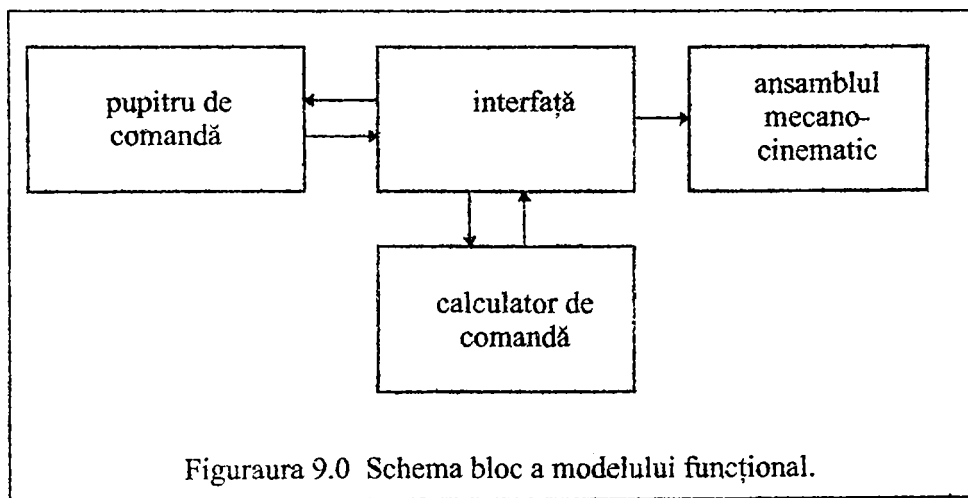 pupitru de
comandă
interfață
ansamblul
mecano-
cinematic
calculator de
comandă
Figuraura 9.0 Schema bloc a modelului funcțional.